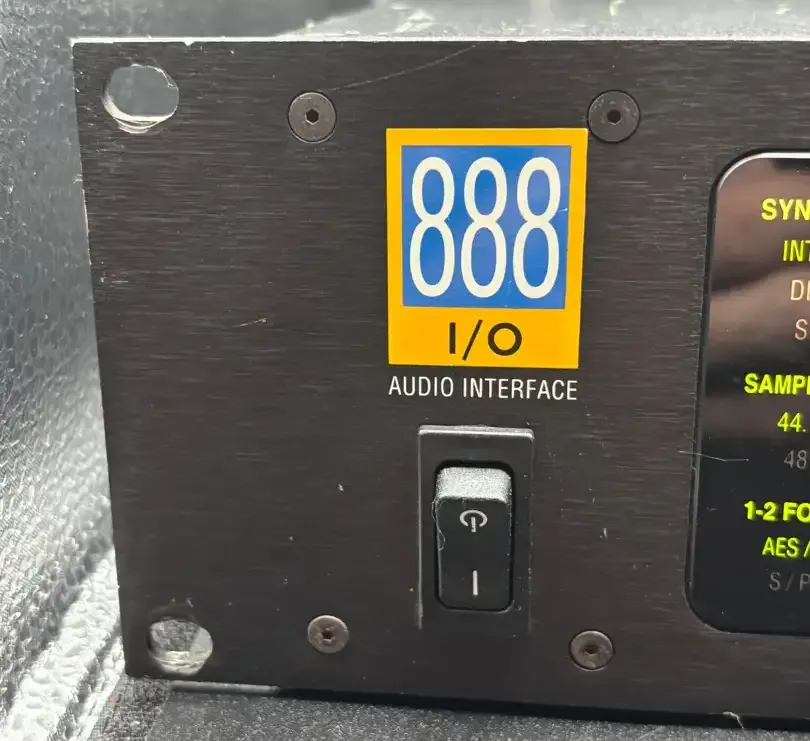 888
I/O
AUDIO INTERFACE
SYN
INT
D
S
SAMP
44.
48
1-2 FO
AES /
S / P